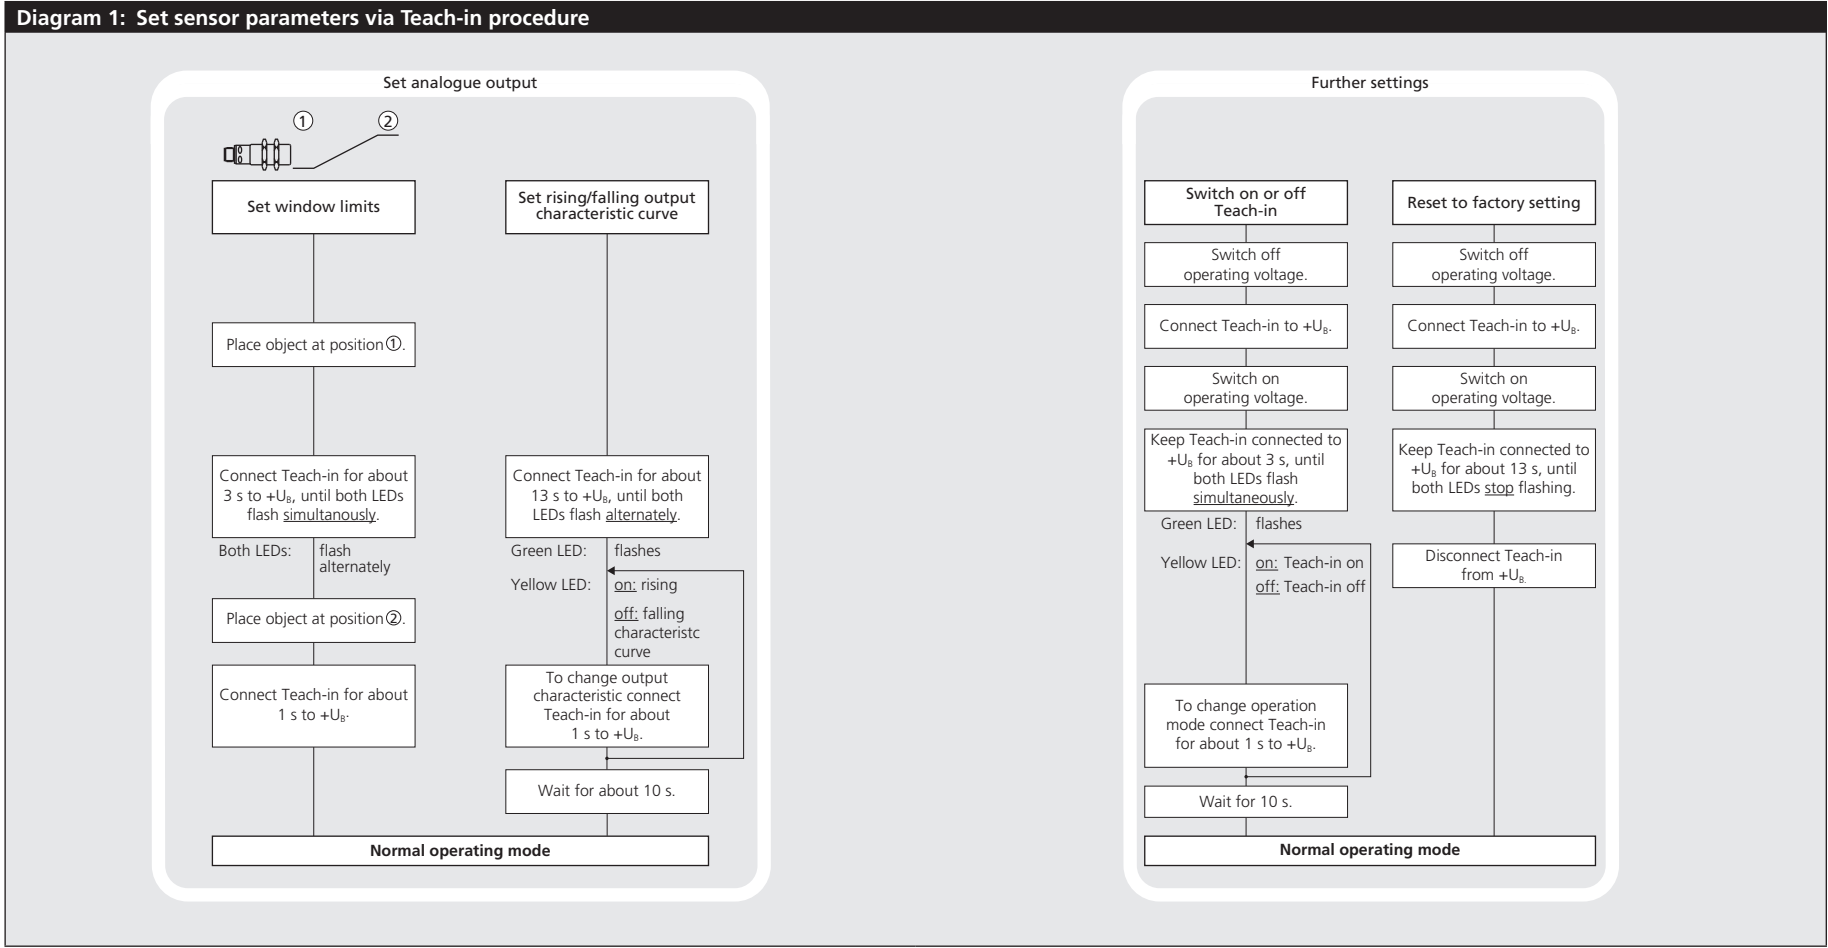 Diagram 1: Set sensor parameters via Teach-in procedure
Set analogue output
① ②
Set window limits
Place object at position ①.
Connect Teach-in for about
3 s to +UB, until both LEDs
flash simultanously.
Both LEDs: flash
alternately
Place object at position ②.
Connect Teach-in for about
1 s to +UB.
Set rising/falling output
characteristic curve
Connect Teach-in for about
13 s to +UB, until both
LEDs flash alternately.
Green LED: flashes
Yellow LED: on: rising
off: falling
characteristc
curve
To change output
characteristic connect
Teach-in for about
1 s to +UB.
Wait for about 10 s.
Normal operating mode
Further settings
Switch on or off
Teach-in
Switch off
operating voltage.
Connect Teach-in to +UB.
Switch on
operating voltage.
Keep Teach-in connected to
+UB for about 3 s, until
both LEDs flash
simultaneously.
Green LED: flashes
Yellow LED: on: Teach-in on
off: Teach-in off
To change operation
mode connect Teach-in
for about 1 s to +UB.
Wait for 10 s.
Reset to factory setting
Switch off
operating voltage.
Connect Teach-in to +UB.
Switch on
operating voltage.
Keep Teach-in connected to
+UB for about 13 s, until
both LEDs stop flashing.
Disconnect Teach-in
from +UB.
Normal operating mode